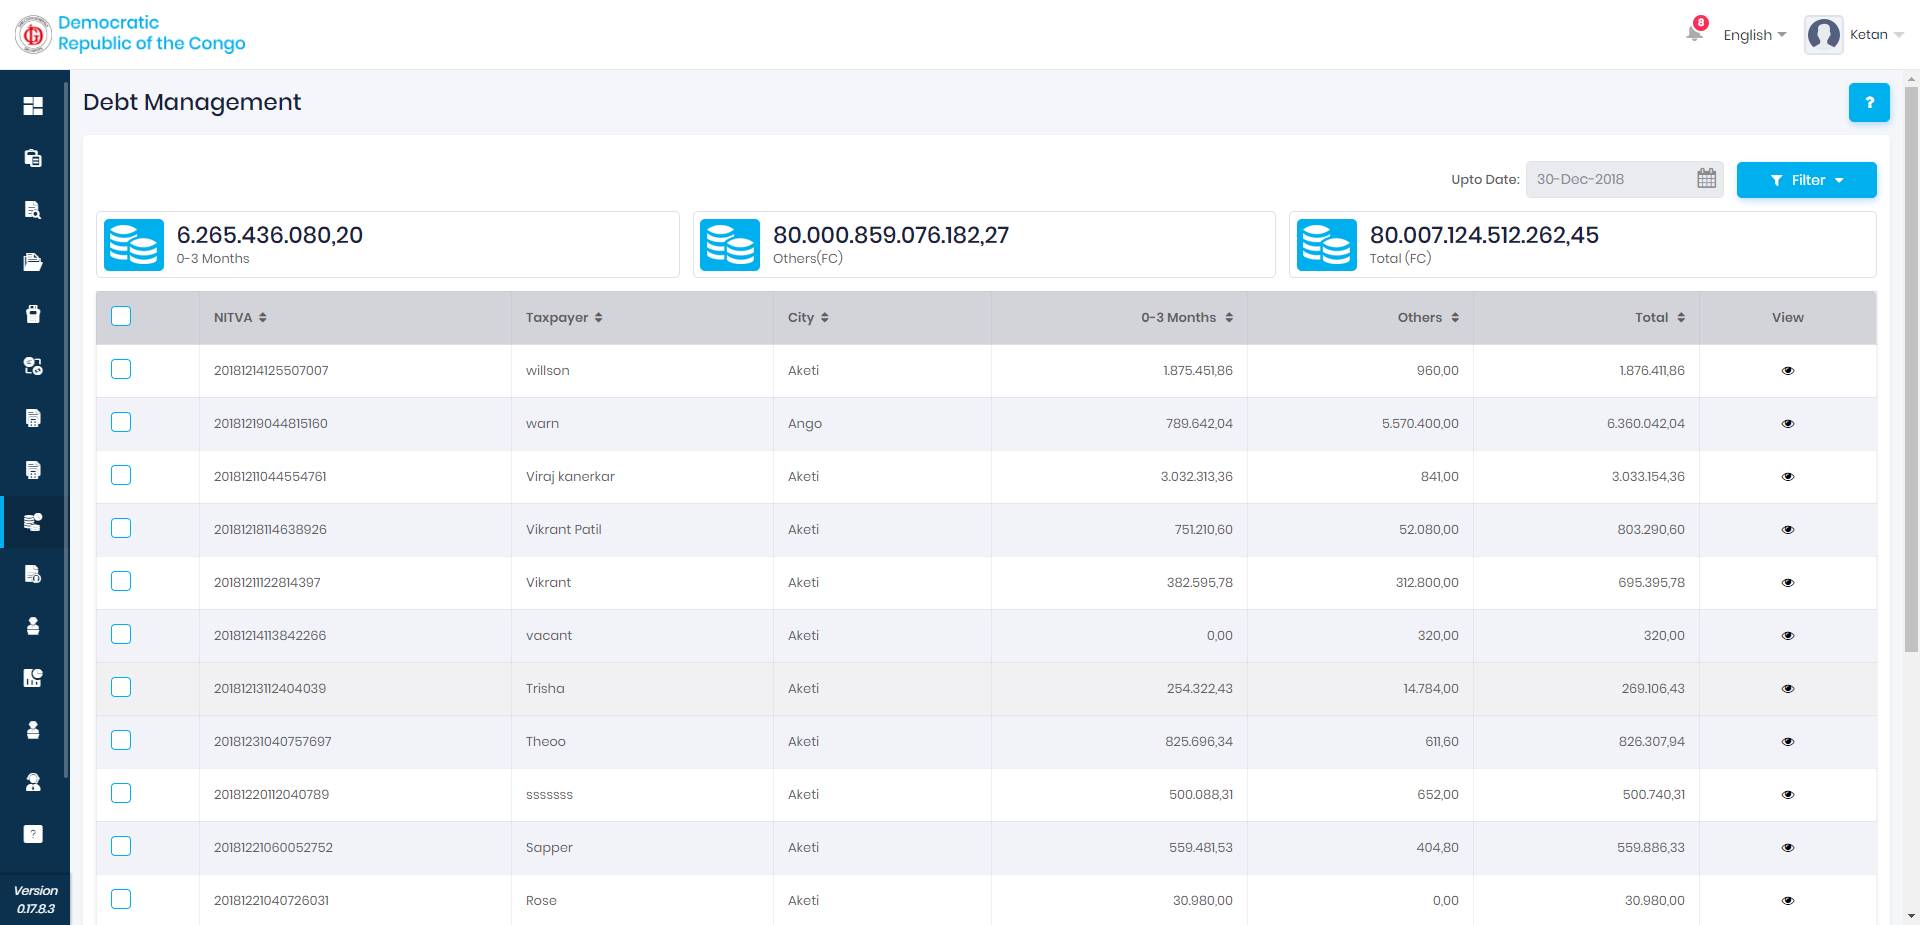 Democratic
Republic of the Congo
8
English
Ketan
Debt Management
?
Upto Date: 30-Dec-2018 Filter
6.265.436.080,20
0-3 Months
80.000.859.076.182,27
Others(FC)
80.007.124.512.262,45
Total (FC)
NITVA Taxpayer City 0-3 Months Others Total View
20181214125507007 willson Aketi 1.875.451,86 960,00 1.876.411,86
20181219044815160 warn Ango 789.642,04 5.570.400,00 6.360.042,04
20181211044554761 Viraj kanerkar Aketi 3.032.313,36 841,00 3.033.154,36
20181218114638926 Vikrant Patil Aketi 751.210,60 52.080,00 803.290,60
20181211122814397 Vikrant Aketi 382.595,78 312.800,00 695.395,78
20181214113842266 vacant Aketi 0,00 320,00 320,00
20181213112404039 Trisha Aketi 254.322,43 14.784,00 269.106,43
20181231040757697 Theoo Aketi 825.696,34 611,60 826.307,94
20181220112040789 sssssss Aketi 500.088,31 652,00 500.740,31
20181221060052752 Sapper Aketi 559.481,53 404,80 559.886,33
20181221040726031 Rose Aketi 30.980,00 0,00 30.980,00
?
Version
0.17.8.3